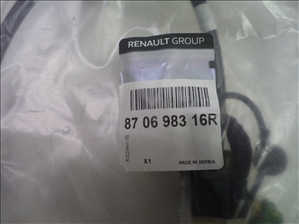 RENAULT GROUP
87 06 983 16R
X1
MADE IN SERBIA